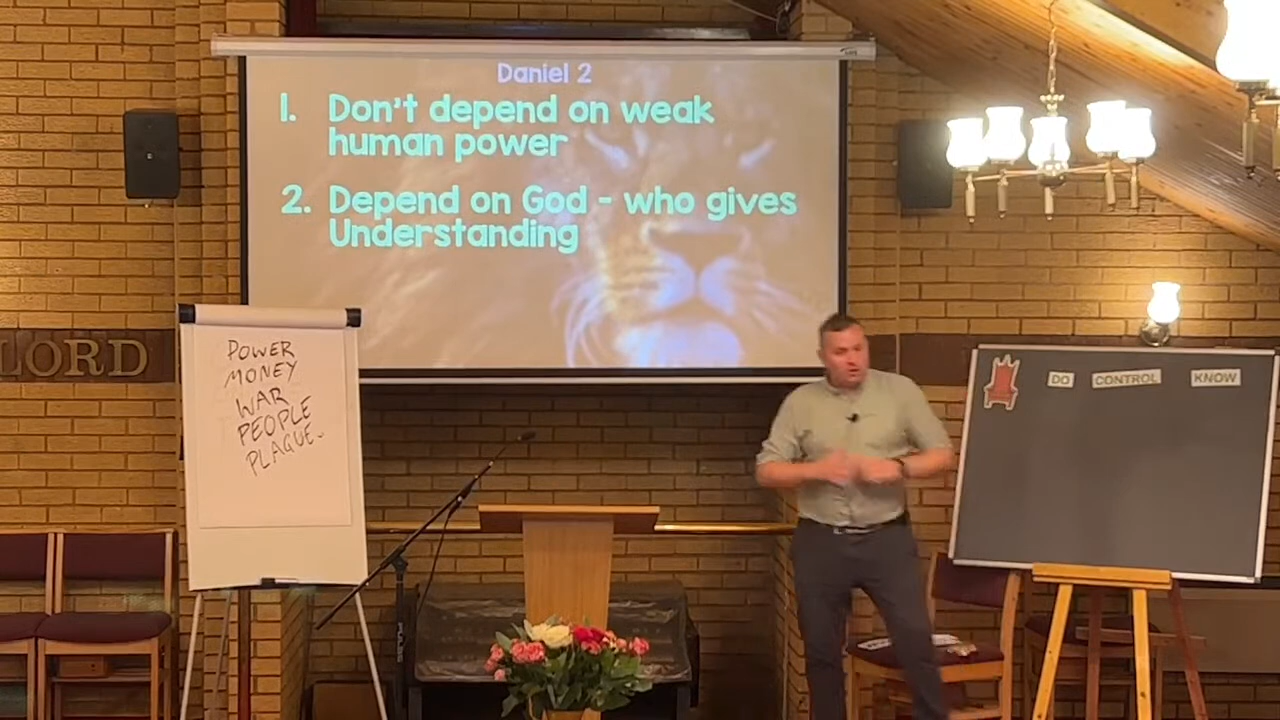 Daniel 2
1. Don't depend on weak
human power
2. Depend on God - who gives
Understanding
LORD
POWER
MONEY
WAR
PEOPLE
PLAGUE.
DO CONTROL KNOW